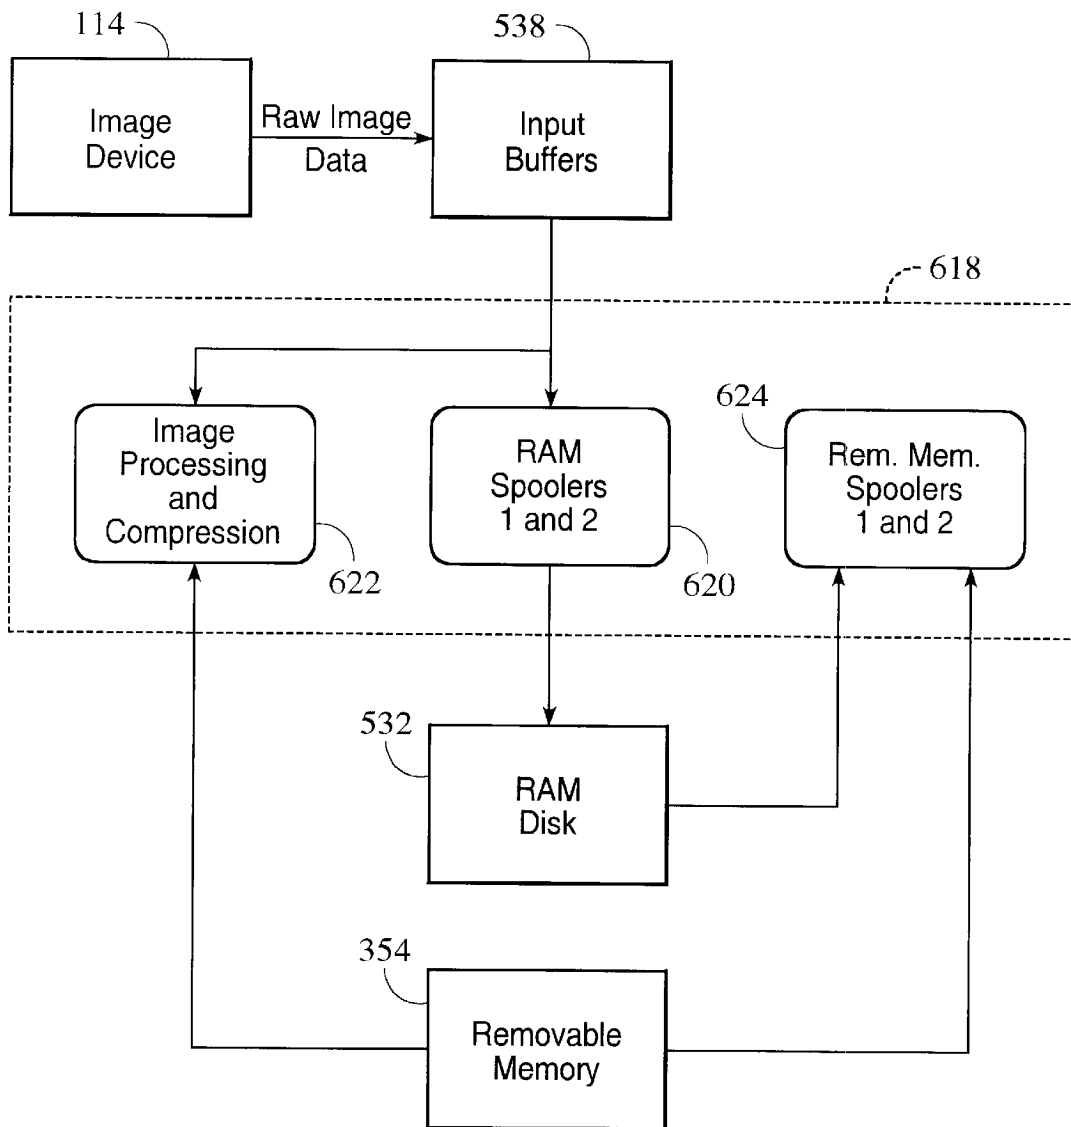 114
538
Image
Device
Raw Image
Data
Input
Buffers
618
Image
Processing
and
Compression
622
RAM
Spoolers
1 and 2
620
624
Rem. Mem.
Spoolers
1 and 2
532
RAM
Disk
354
Removable
Memory